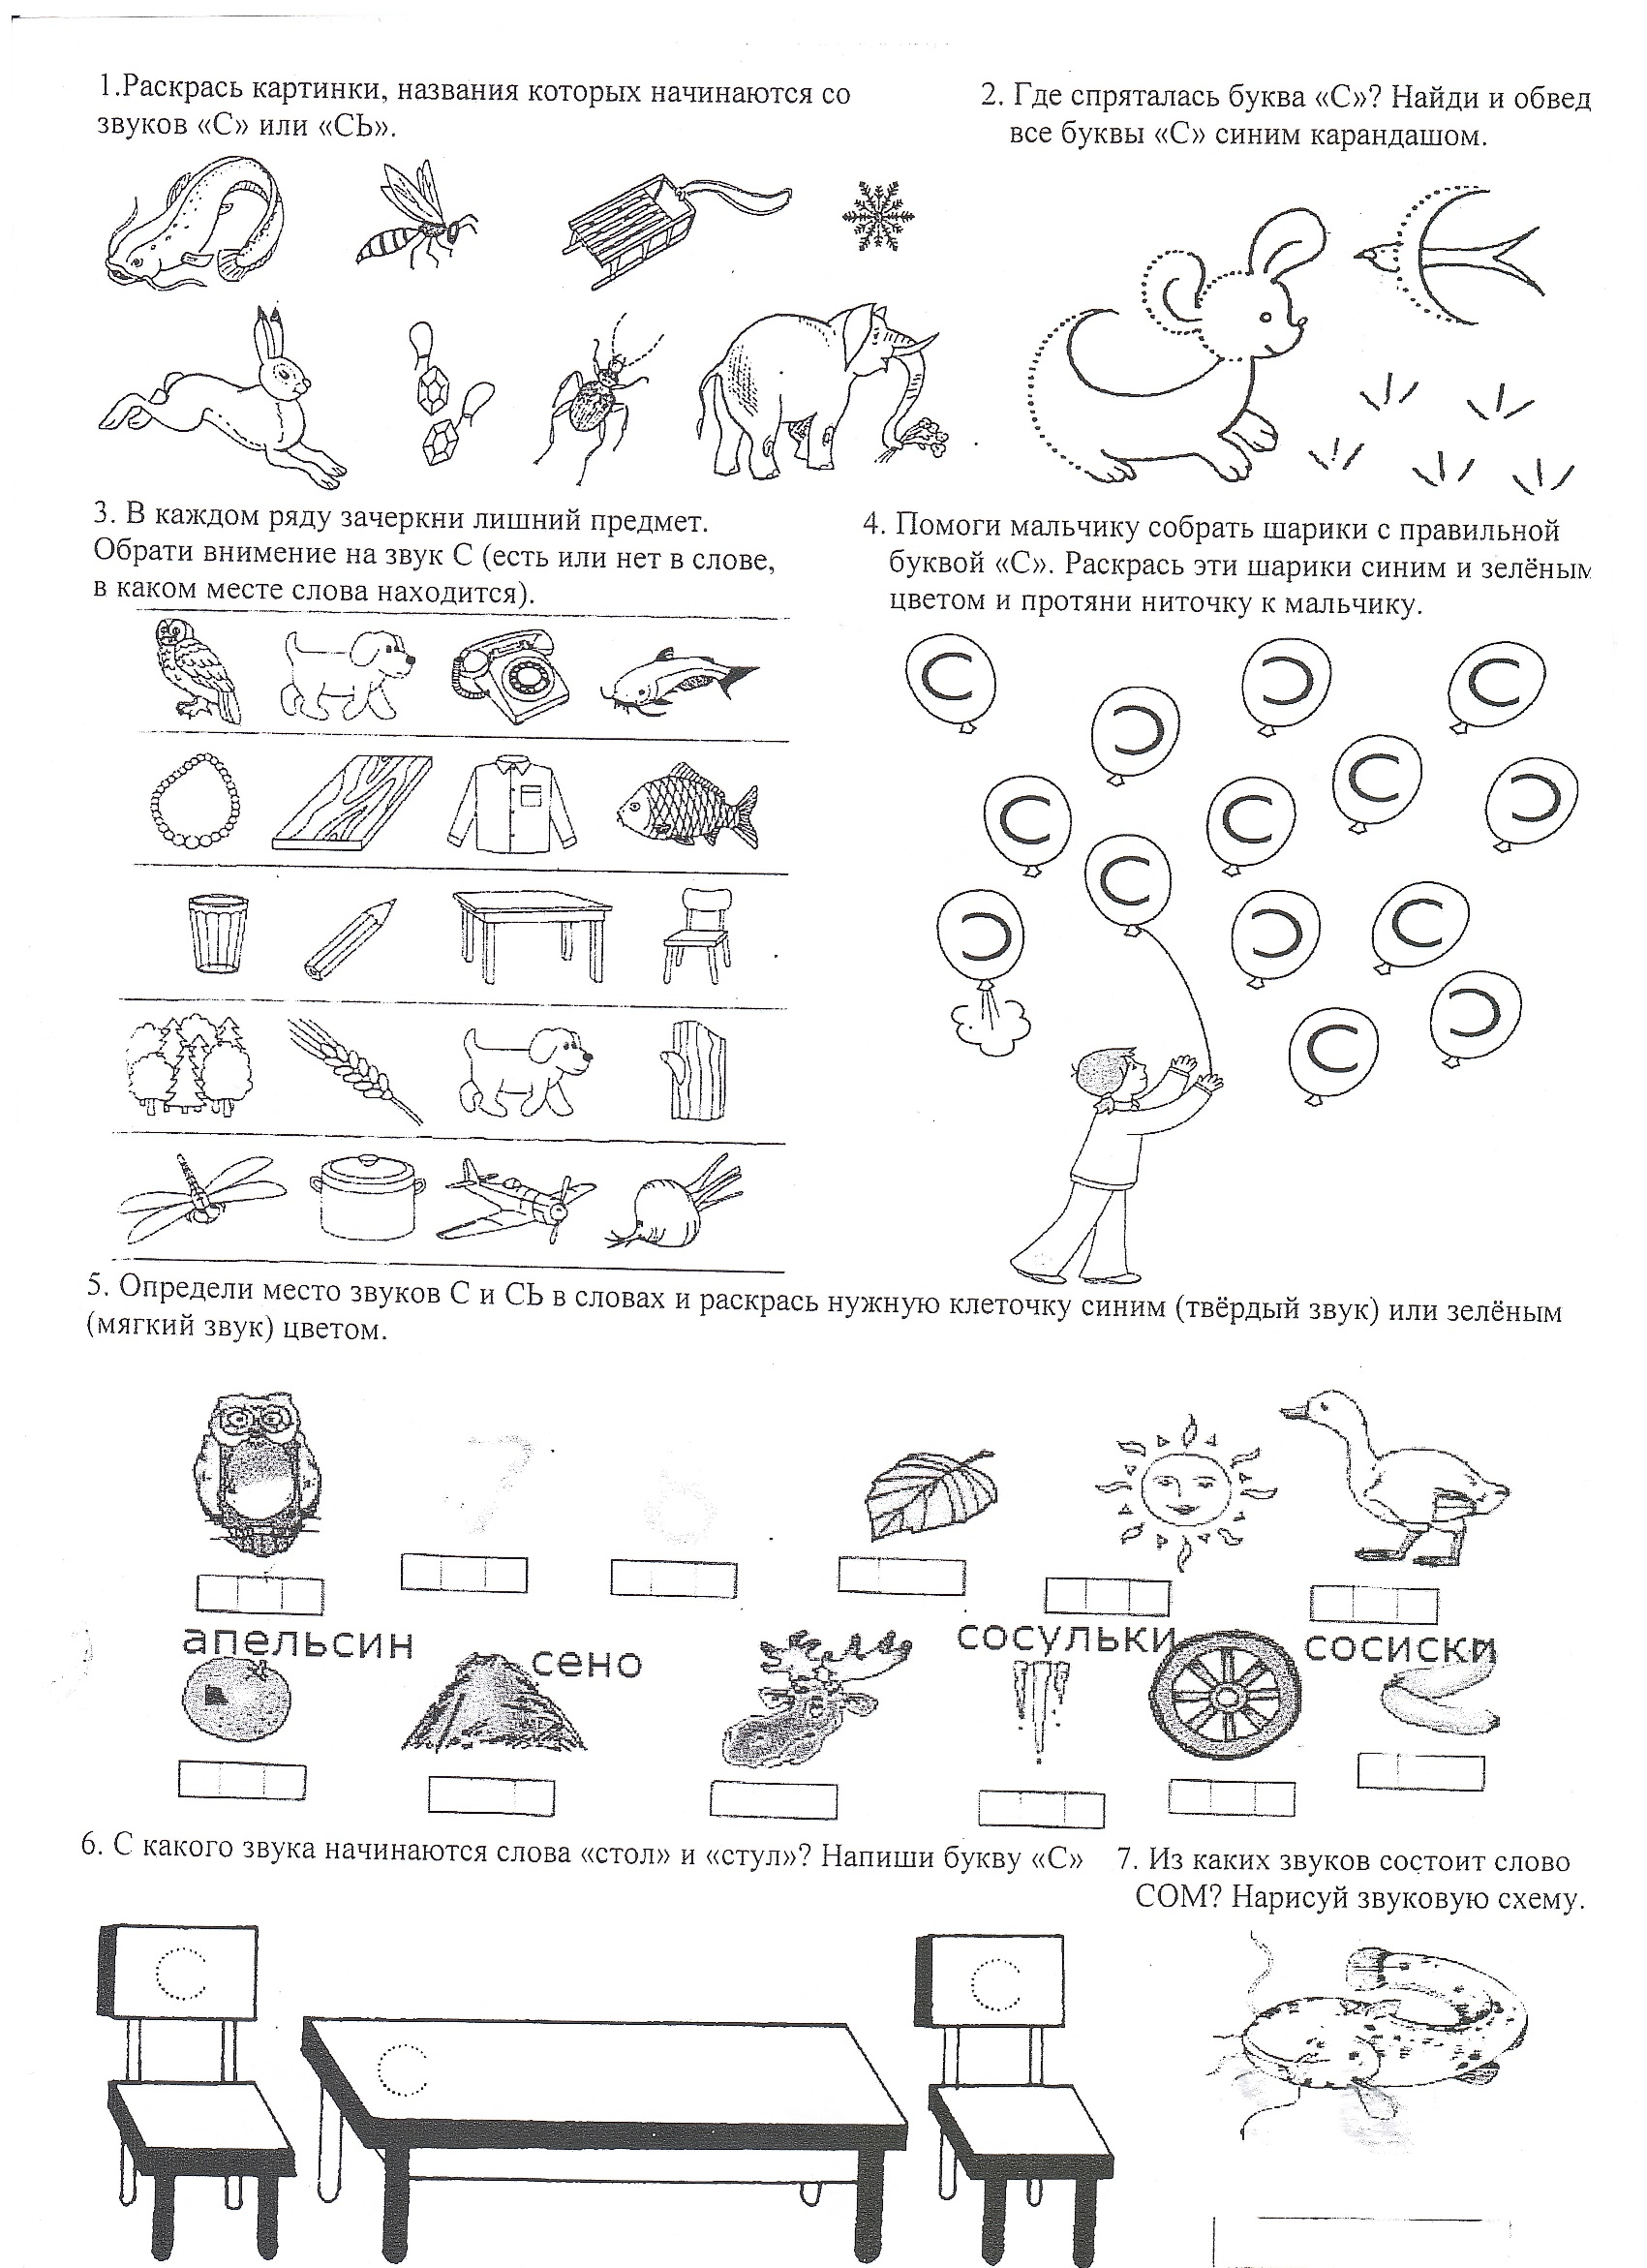 1.Раскрась картинки, названия которых начинаются со
звуков «С» или «СЬ».
2. Где спряталась буква «С»? Найди и обвед
все буквы «С» синим карандашом.
3. В каждом ряду зачеркни лишний предмет.
Обрати внимание на звук С (есть или нет в слове,
в каком месте слова находится).
4. Помоги мальчику собрать шарики с правильной
буквой «С». Раскрась эти шарики синим и зелёным
цветом и протяни ниточку к мальчику.
С
С
С
С
С
С
С
С
5. Определи место звуков С и СЬ в словах и раскрась нужную клеточку синим (твёрдый звук) или зелёным
(мягкий звук) цветом.
апельсин
сено
сосульки
сосиски
6. С какого звука начинаются слова «стол» и «стул»? Напиши букву «С»
С
С
С
7. Из каких звуков состоит слово
СОМ? Нарисуй звуковую схему.